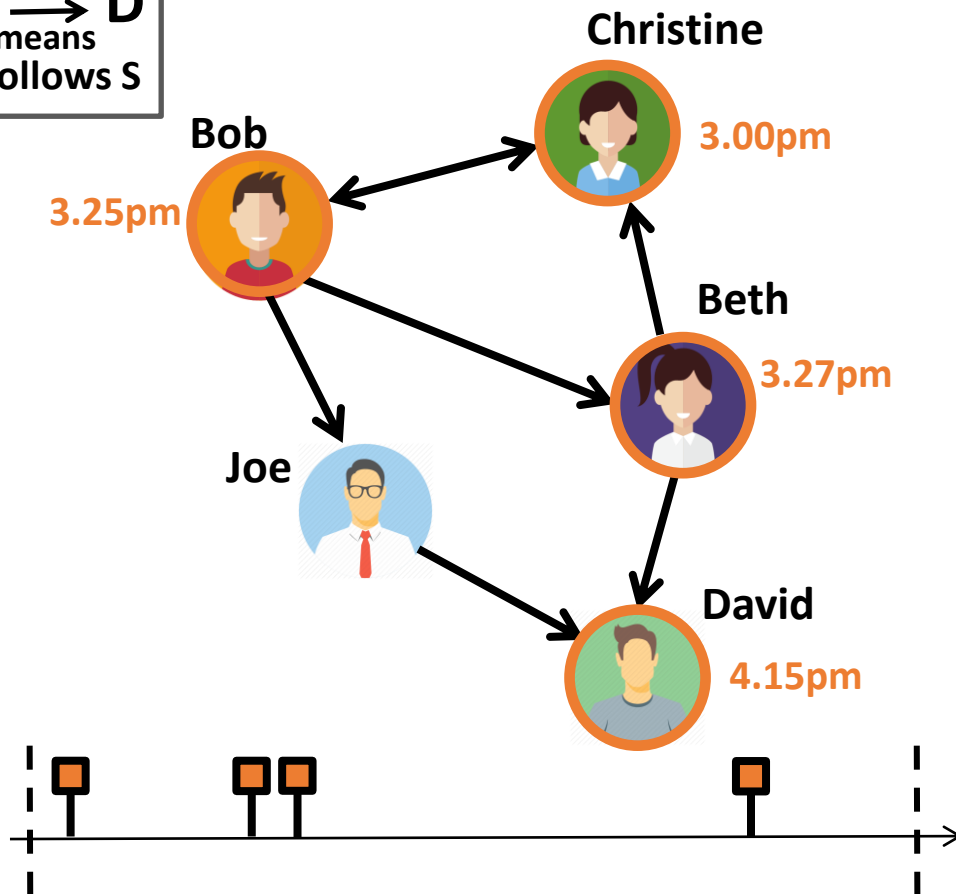 D
means
follows S
Christine
3.00pm
Bob
3.25pm
Beth
3.27pm
Joe
David
4.15pm